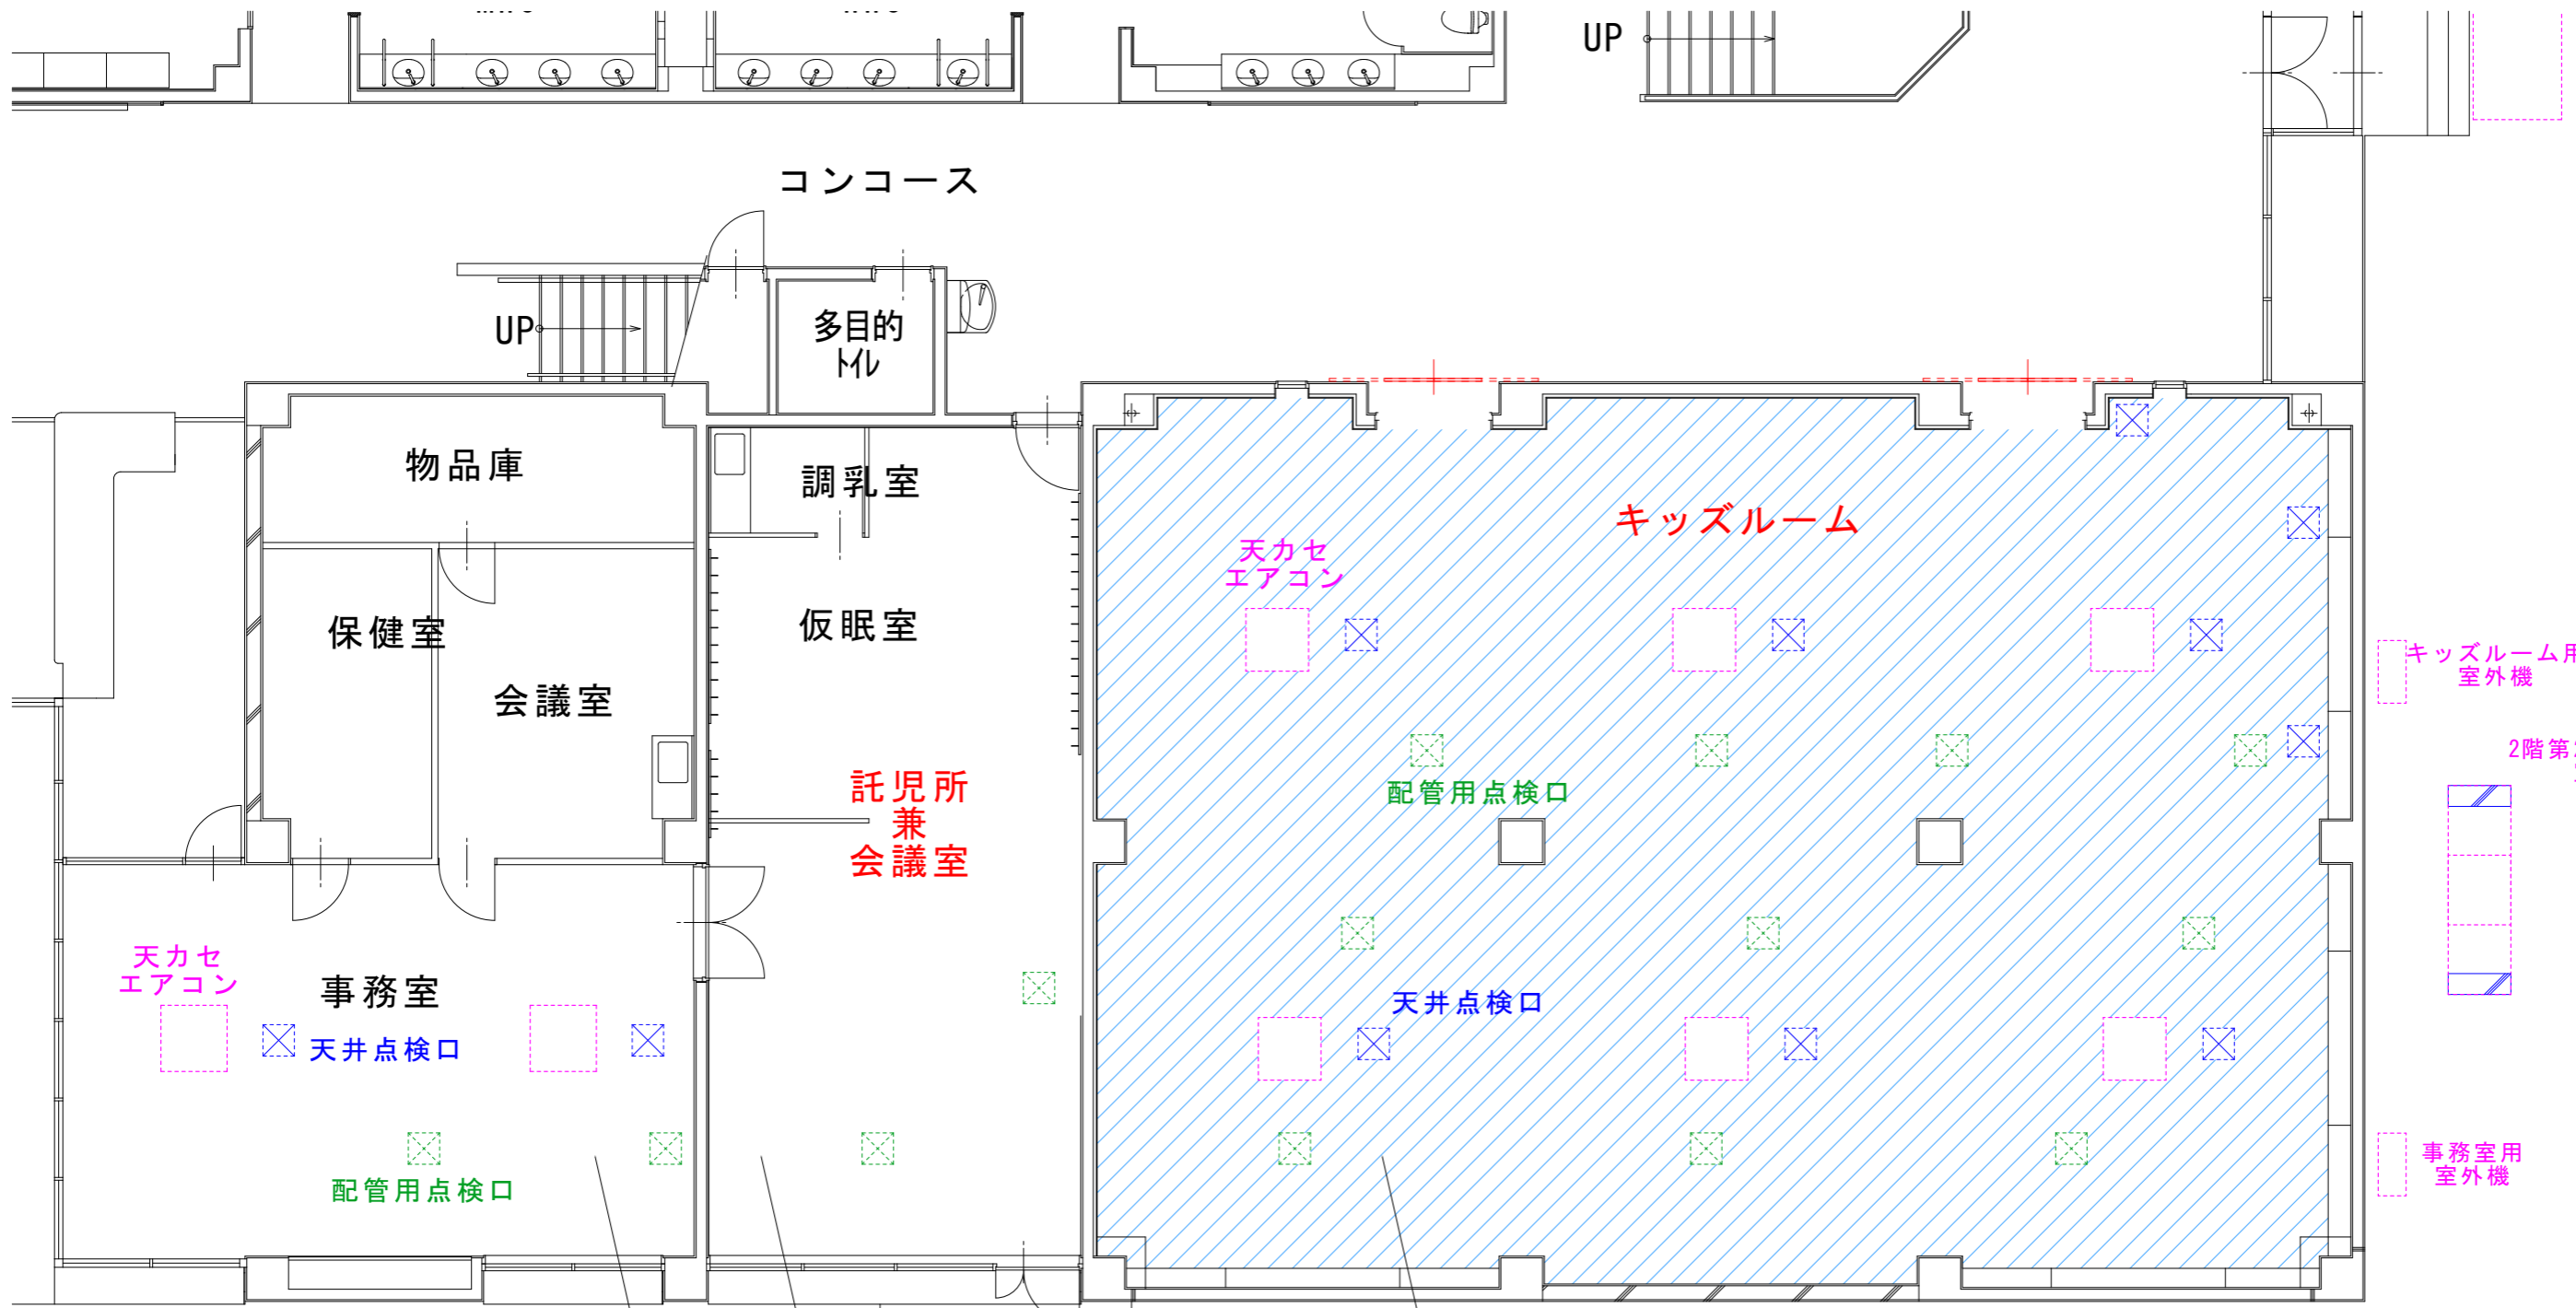 UP
コンコース
UP
多目的
トイレ
物品庫
調乳室
キッズルーム
天カセ
エアコン
保健室
仮眠室
会議室
キッズルーム用
室外機
2階第
託児所
兼
会議室
配管用点検口
天カセ
エアコン
事務室
天井点検口
天井点検口
配管用点検口
事務室用
室外機